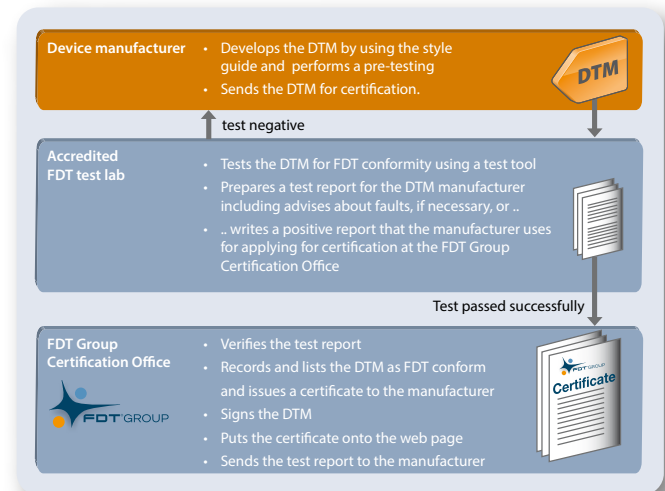 Device manufacturer
• Develops the DTM by using the style
guide and performs a pre-testing
• Sends the DTM for certification.
DTM
test negative
Accredited
FDT test lab
• Tests the DTM for FDT conformity using a test tool
• Prepares a test report for the DTM manufacturer
including advises about faults, if necessary, or ..
• .. writes a positive report that the manufacturer uses
for applying for certification at the FDT Group
Certification Office
Test passed successfully
FDT Group
Certification Office
FDT GROUP
• Verifies the test report
• Records and lists the DTM as FDT conform
and issues a certificate to the manufacturer
• Signs the DTM
• Puts the certificate onto the web page
• Sends the test report to the manufacturer
FDT GROUP
Certificate